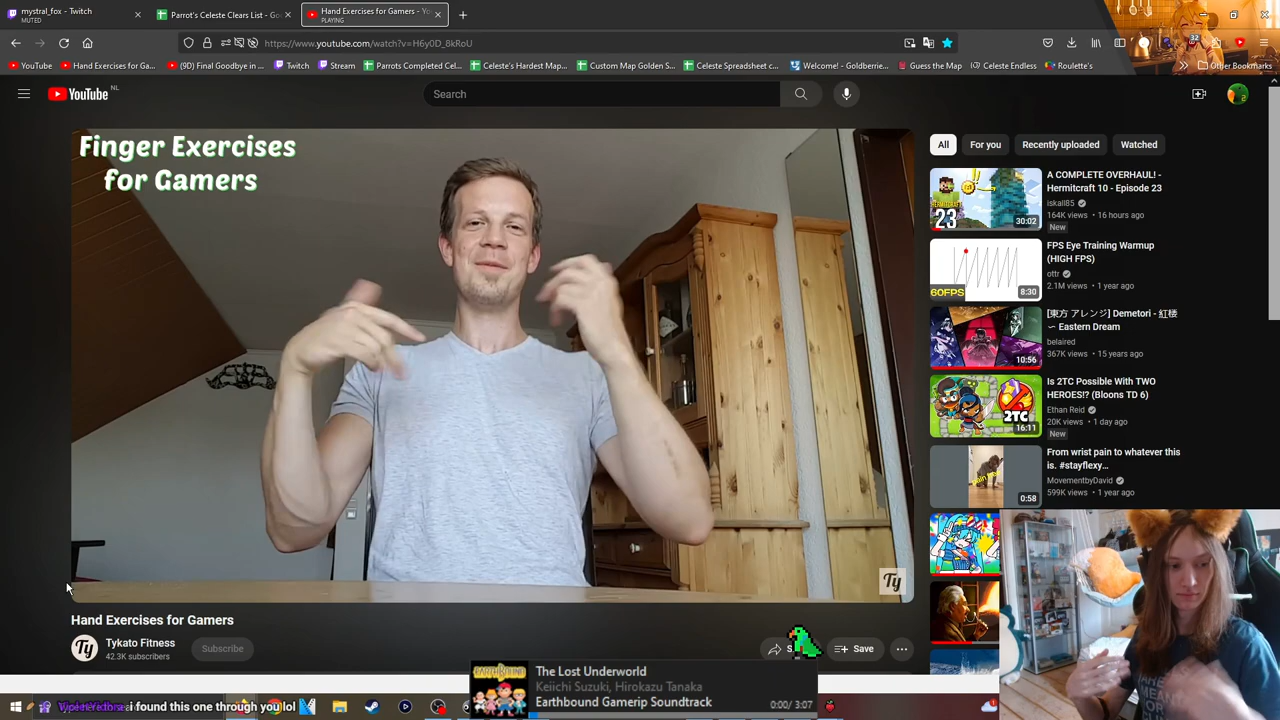 mystral_fox - Twitch
MUTED
Parrot's Celeste Clears List - Go
Hand Exercises for Gamers - Yo
PLAYING
https://www.youtube.com/watch?v=H6y0D_8kRoU
32
YouTube
Hand Exercises for Ga...
(9D) Final Goodbye in ...
Twitch
Stream
Parrots Completed Cel...
Celeste's Hardest Map...
Custom Map Golden S...
Celeste Spreadsheet c...
Welcome! - Goldberrie...
Guess the Map
Celeste Endless
Roulette's
Other Bookmarks
YouTube
NL
Search
Finger Exercises
for Gamers
Ty
Hand Exercises for Gamers
Ty
Tykato Fitness
42.3K subscribers
Subscribe
Save
All
For you
Recently uploaded
Watched
HERMITCRAFT 10
23
30:02
A COMPLETE OVERHAUL! -
Hermitcraft 10 - Episode 23
iskall85
164K views • 16 hours ago
New
60FPS
8:30
FPS Eye Training Warmup
(HIGH FPS)
ottr
2.1M views • 1 year ago
10:56
[東方 アレンジ] Demetori - 紅楼
～ Eastern Dream
belaired
367K views • 15 years ago
2TC
16:11
Is 2TC Possible With TWO
HEROES!? (Bloons TD 6)
Ethan Reid
20K views • 1 day ago
New
0:58
From wrist pain to whatever this
is. #stayflexy...
MovementbyDavid
599K views • 1 year ago
i found this one through you lol
EARTHBOUND
The Lost Underworld
Keiichi Suzuki, Hirokazu Tanaka
Earthbound Gamerip Soundtrack
0:00/ 3:07